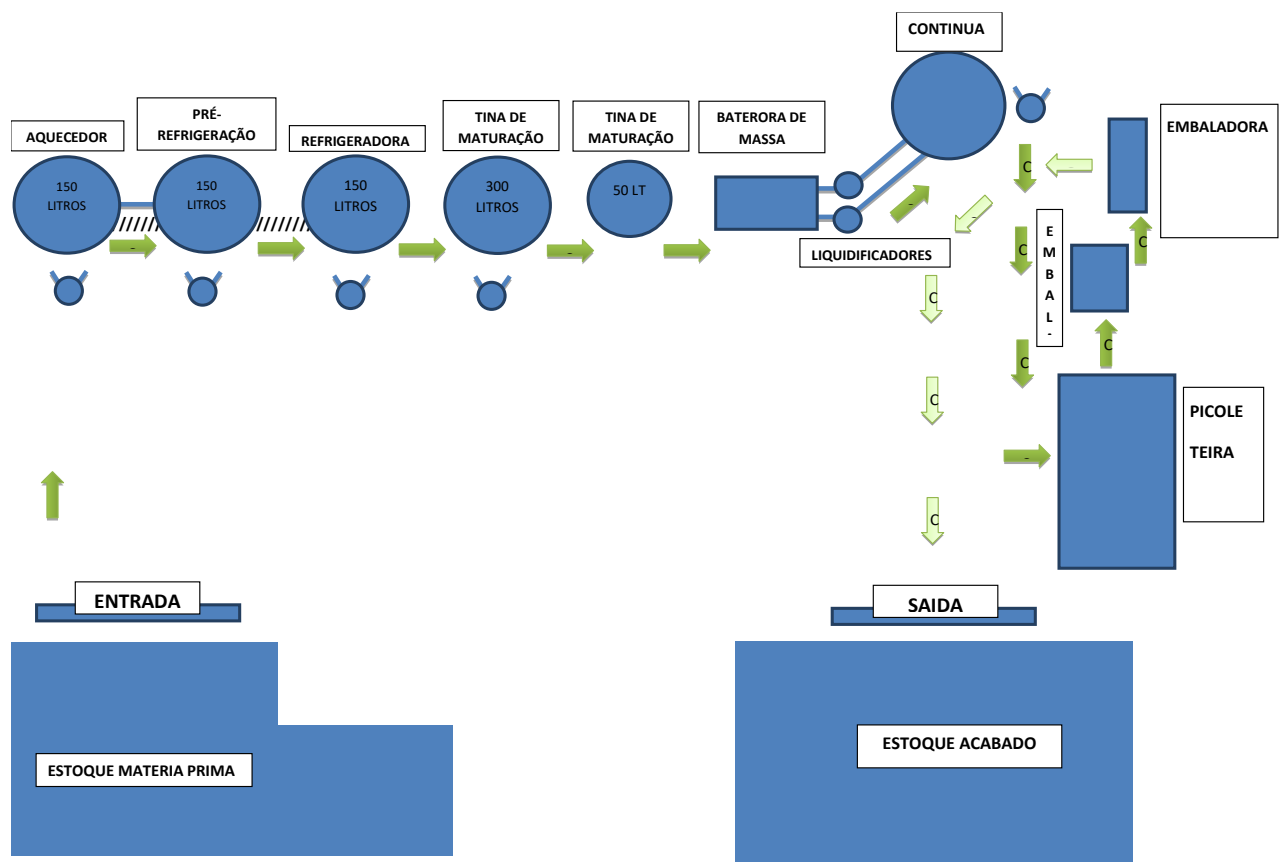 CONTINUA
PRÉ-
REFRIGERAÇÃO
TINA DE
MATURAÇÃO
TINA DE
MATURAÇÃO
BATERORA DE
MASSA
EMBALADORA
AQUECEDOR
REFRIGERADORA
150
LITROS
150
LITROS
150
LITROS
300
LITROS
50 LT
C
C
C
-
-
-
-
-
LIQUIDIFICADORES
E
M
B
A
L
-
C
C
C
C
C
-
PICOLE
TEIRA
ENTRADA
SAIDA
ESTOQUE MATERIA PRIMA
ESTOQUE ACABADO